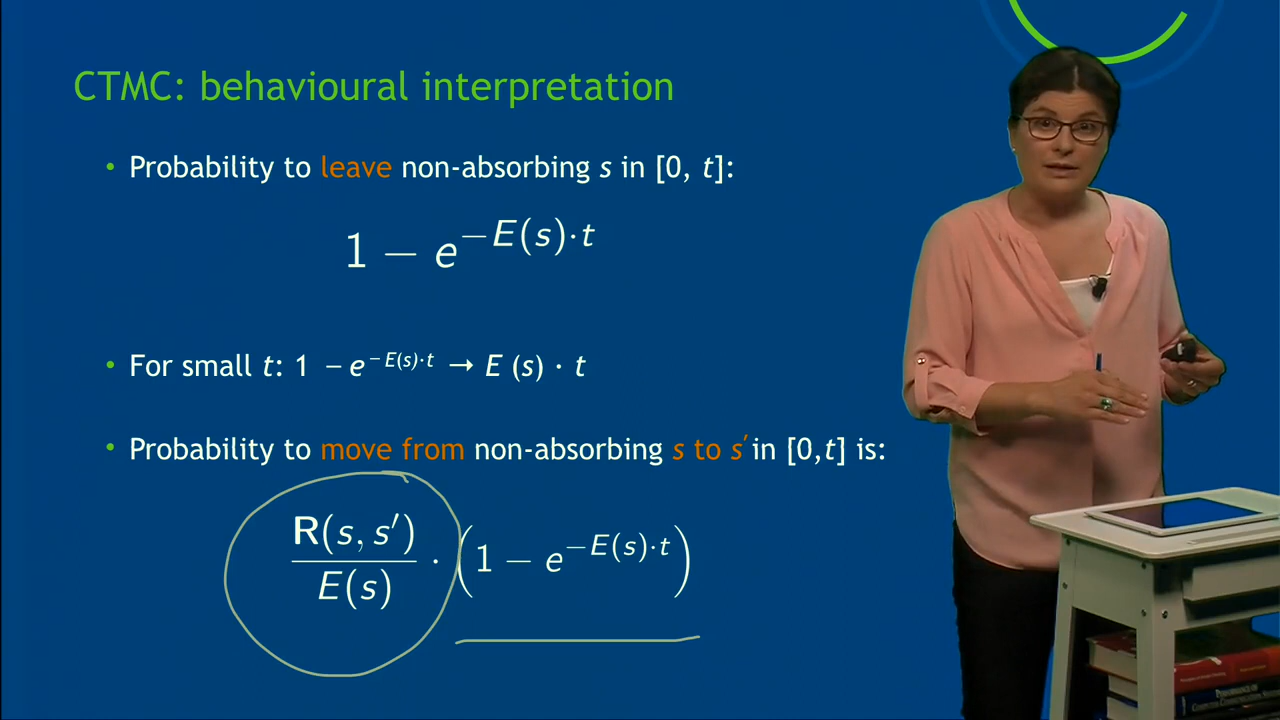 CTMC: behavioural interpretation
• Probability to leave non-absorbing s in [0, t]:
1 − e^{−E(s)·t}
• For small t: 1 − e^{−E(s)·t} → E (s) · t
• Probability to move from non-absorbing s to s′ in [0,t] is:
R(s, s′)/E(s) · (1 − e^{−E(s)·t})